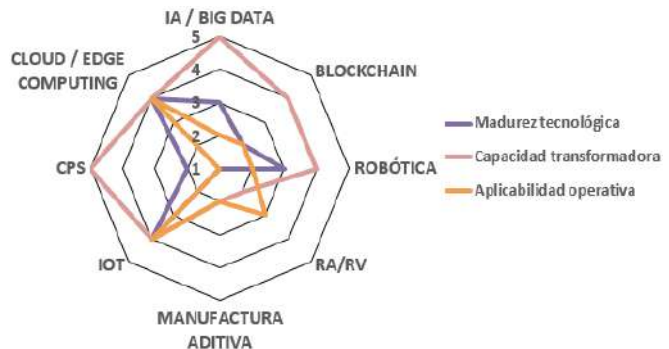 IA / BIG DATA
5
CLOUD / EDGE
COMPUTING
4
BLOCKCHAIN
3
2
Madurez tecnológica
CPS
1
ROBÓTICA
Capacidad transformadora
Aplicabilidad operativa
IOT
RA/RV
MANUFACTURA
ADITIVA